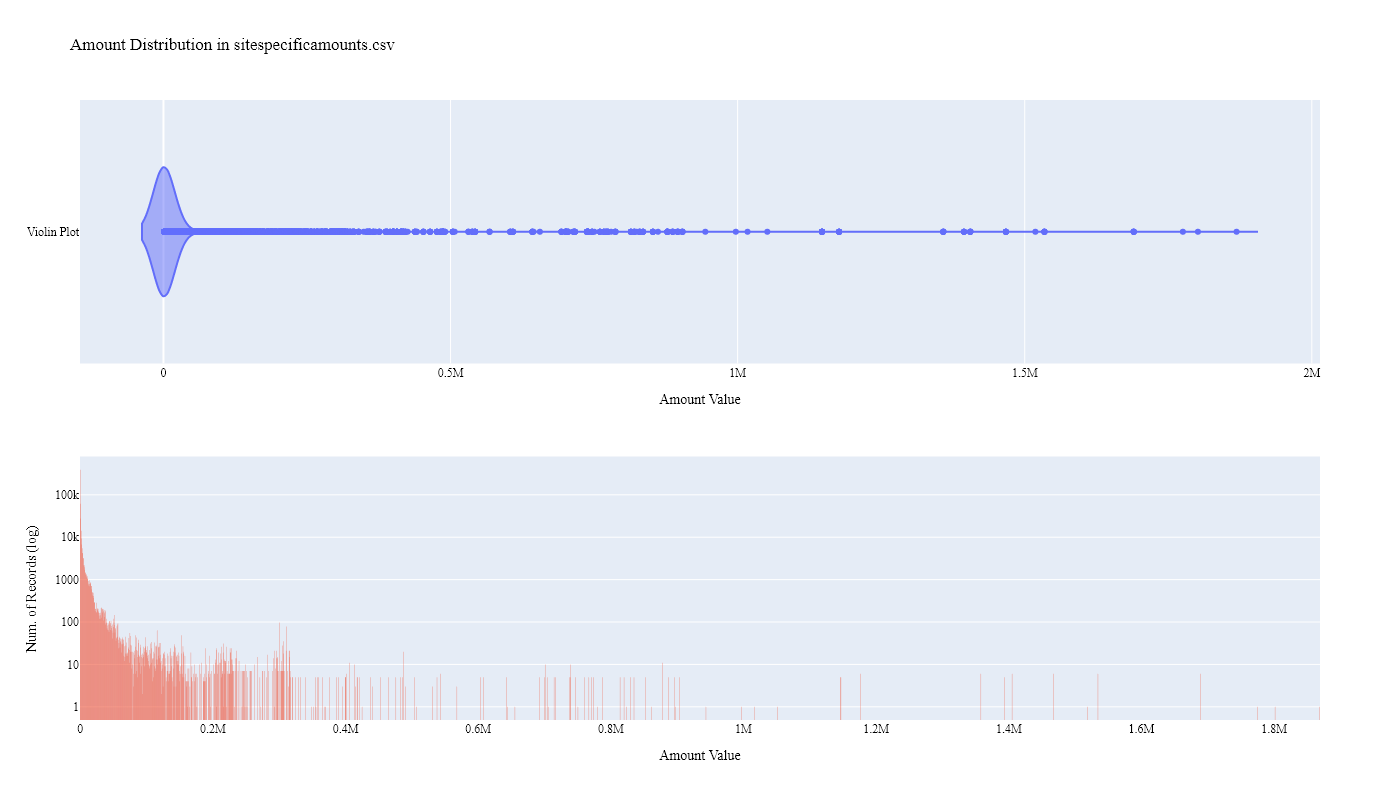 Amount Distribution in sitespecificamounts.csv
Violin Plot
0 0.5M 1M 1.5M 2M
Amount Value
Num. of Records (log)
100k
10k
1000
100
10
1
0 0.2M 0.4M 0.6M 0.8M 1M 1.2M 1.4M 1.6M 1.8M
Amount Value